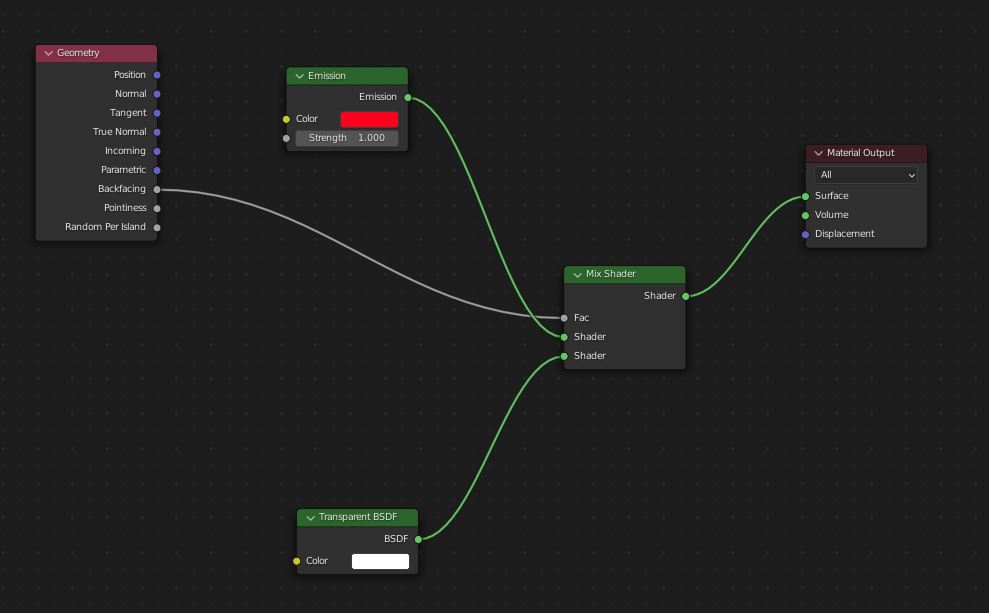 Geometry
Position
Normal
Tangent
True Normal
Incoming
Parametric
Backfacing
Pointiness
Random Per Island
Emission
Emission
Color
Strength 1.000
Material Output
All
Surface
Volume
Displacement
Mix Shader
Shader
Fac
Shader
Shader
Transparent BSDF
BSDF
Color